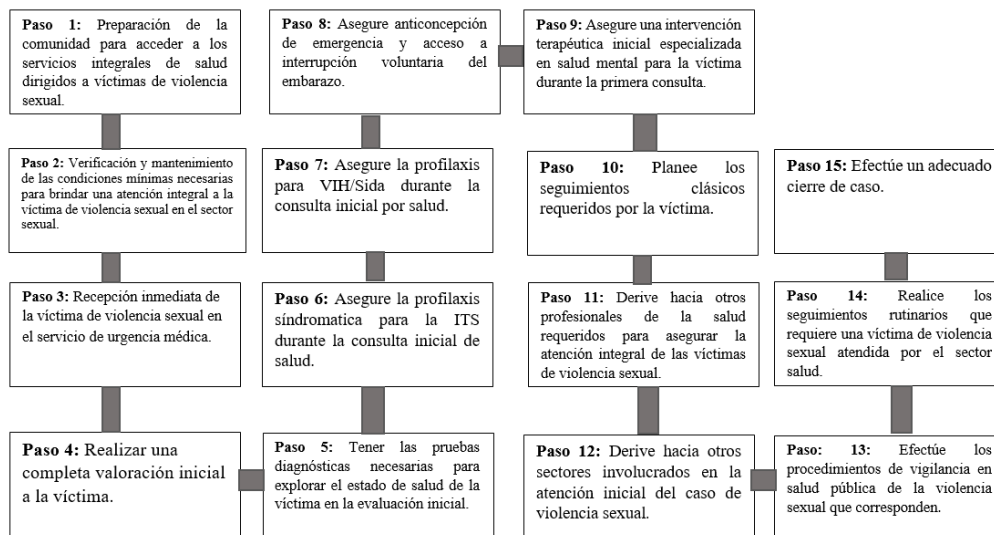 Paso 1: Preparación de la
comunidad para acceder a los
servicios integrales de salud
dirigidos a víctimas de violencia
sexual.
Paso 2: Verificación y mantenimiento
de las condiciones mínimas necesarias
para brindar una atención integral a la
víctima de violencia sexual en el sector
sexual.
Paso 3: Recepción inmediata de
la víctima de violencia sexual en
el servicio de urgencia médica.
Paso 4: Realizar una
completa valoración inicial
a la víctima.
Paso 5: Tener las pruebas
diagnósticas necesarias para
explorar el estado de salud de la
víctima en la evaluación inicial.
Paso 6: Asegure la profilaxis
síndromatica para la ITS
durante la consulta inicial de
salud.
Paso 7: Asegure la profilaxis
para VIH/Sida durante la
consulta inicial por salud.
Paso 8: Asegure anticoncepción
de emergencia y acceso a
interrupción voluntaria del
embarazo.
Paso 9: Asegure una intervención
terapéutica inicial especializada
en salud mental para la víctima
durante la primera consulta.
Paso 10: Planee los
seguimientos clásicos
requeridos por la víctima.
Paso 11: Derive hacia otros
profesionales de la salud
requeridos para asegurar la
atención integral de las víctimas
de violencia sexual.
Paso 12: Derive hacia otros
sectores involucrados en la
atención inicial del caso de
violencia sexual.
Paso: 13: Efectúe los
procedimientos de vigilancia en
salud pública de la violencia
sexual que corresponden.
Paso 14: Realice los
seguimientos rutinarios que
requiere una víctima de violencia
sexual atendida por el sector
salud.
Paso 15: Efectúe un adecuado
cierre de caso.